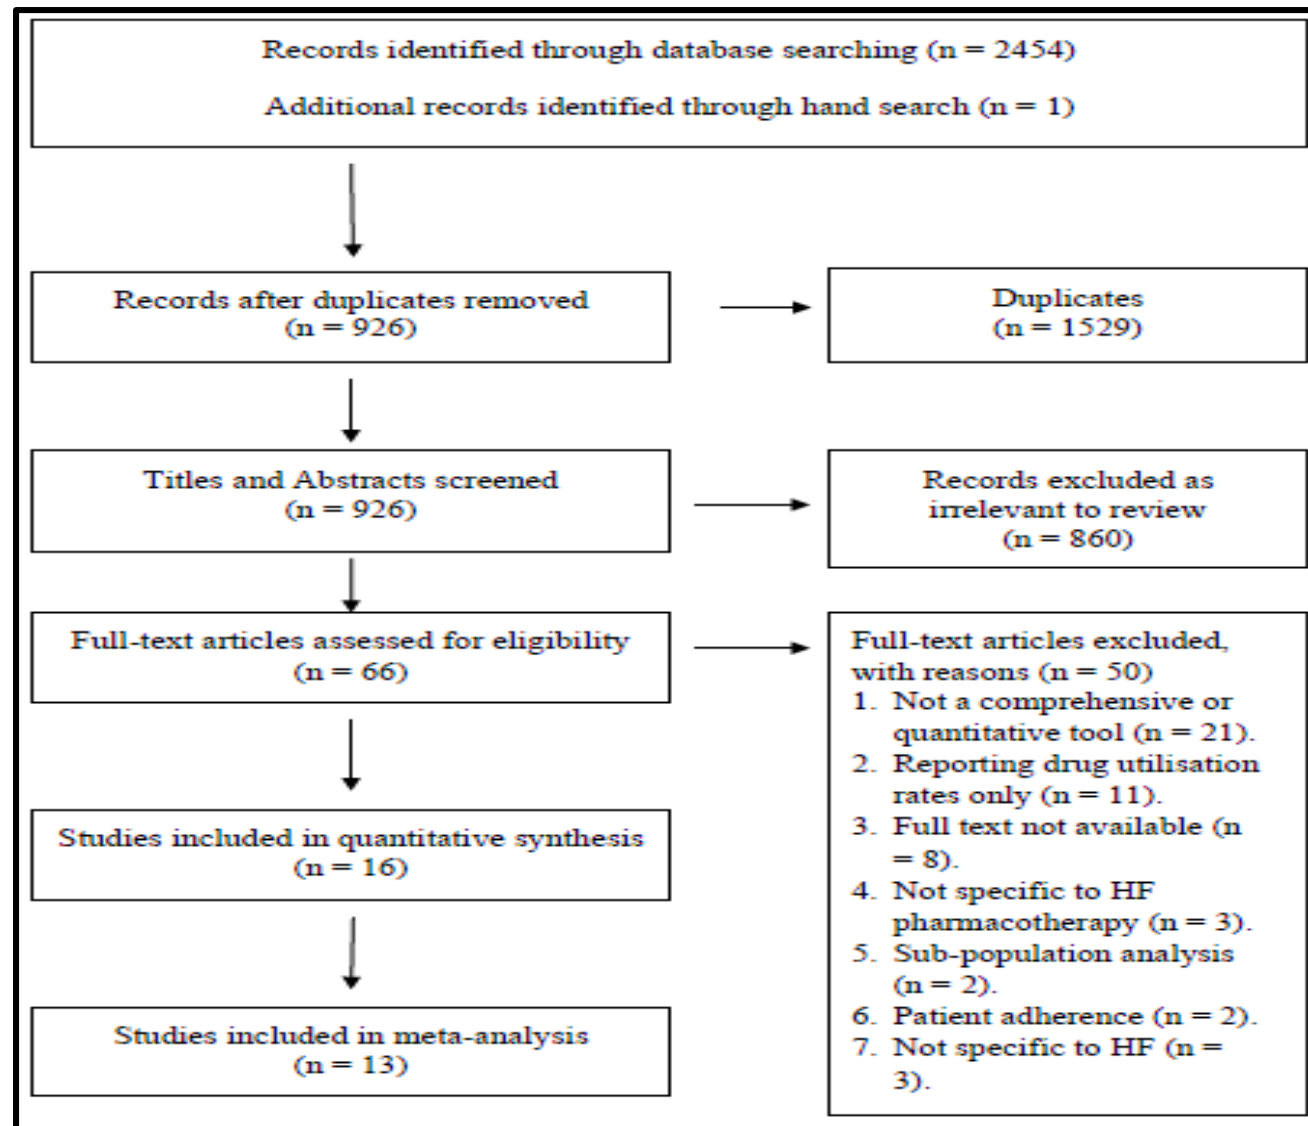 Records identified through database searching (n = 2454)
Additional records identified through hand search (n = 1)
Records after duplicates removed
(n = 926)
Duplicates
(n = 1529)
Titles and Abstracts screened
(n = 926)
Records excluded as
irrelevant to review
(n = 860)
Full-text articles assessed for eligibility
(n = 66)
Full-text articles excluded,
with reasons (n = 50)
1. Not a comprehensive or
quantitative tool (n = 21).
2. Reporting drug utilisation
rates only (n = 11).
3. Full text not available (n
= 8).
4. Not specific to HF
pharmacotherapy (n = 3).
5. Sub-population analysis
(n = 2).
6. Patient adherence (n = 2).
7. Not specific to HF (n =
3).
Studies included in quantitative synthesis
(n = 16)
Studies included in meta-analysis
(n = 13)